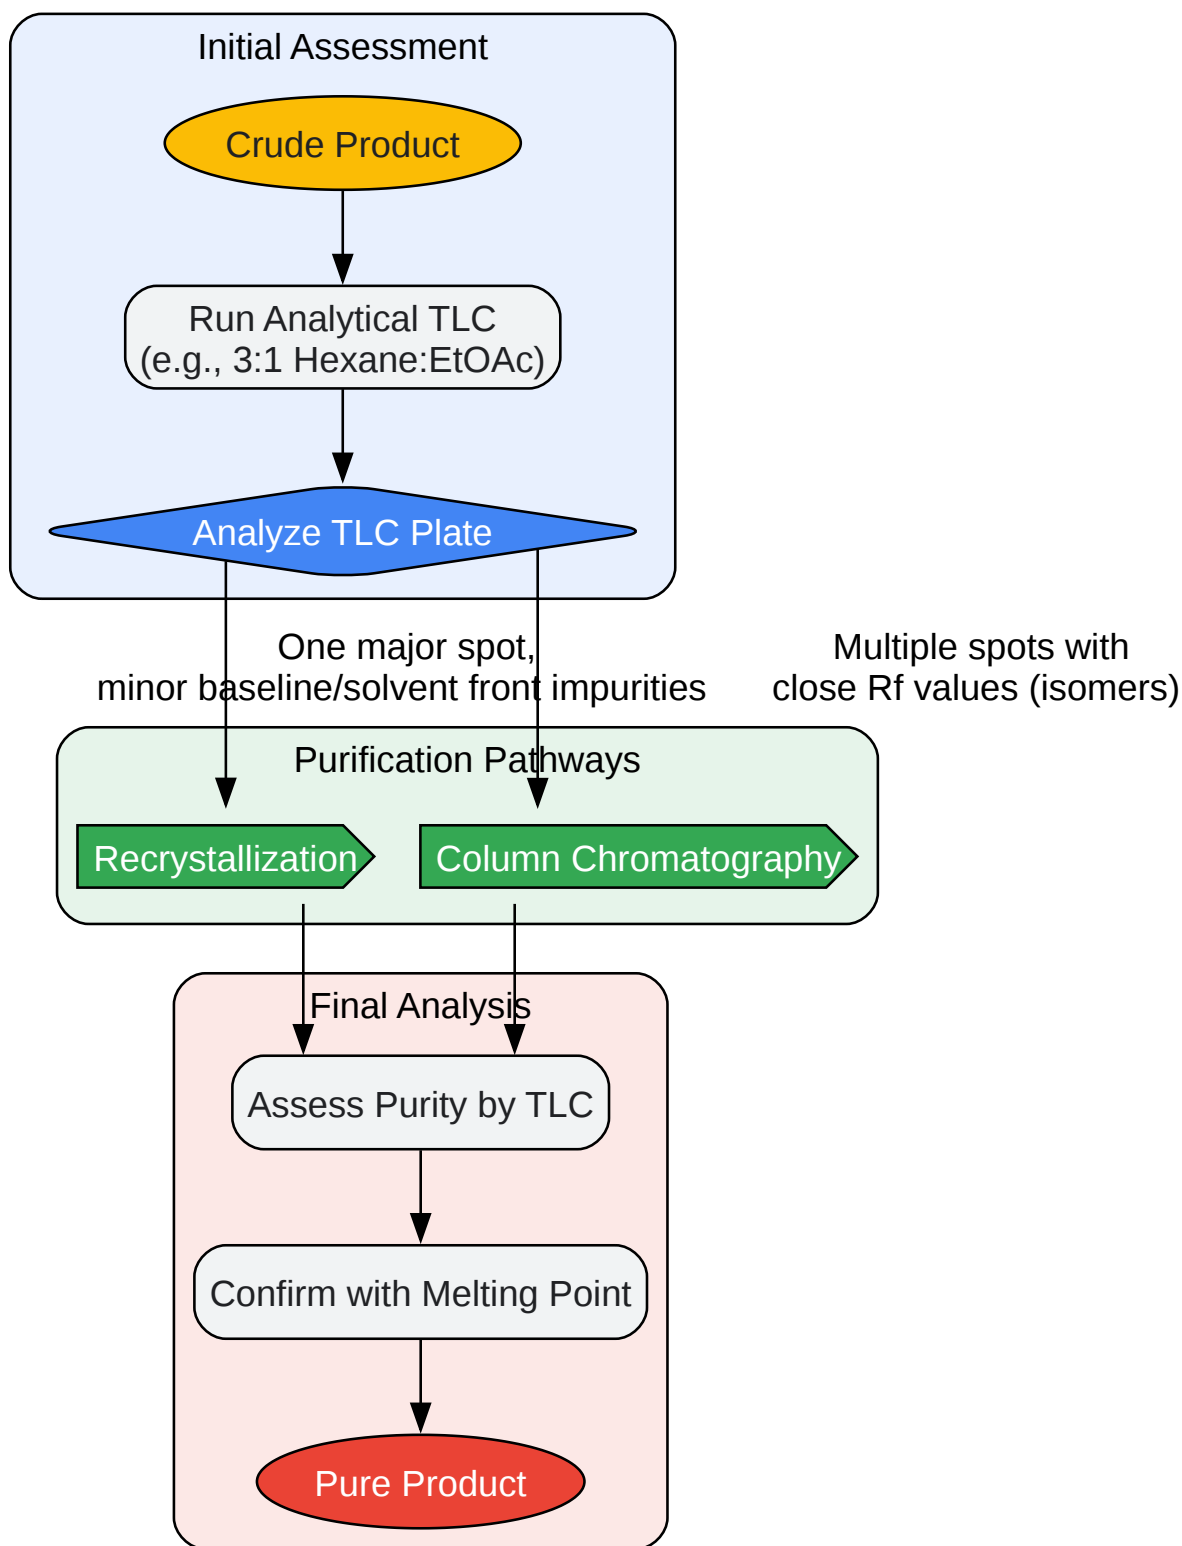 Initial Assessment
Crude Product
Run Analytical TLC
(e.g., 3:1 Hexane:EtOAc)
Analyze TLC Plate
One major spot,
minor baseline/solvent front impurities
Multiple spots with
close Rf values (isomers)
Purification Pathways
Recrystallization
Column Chromatography
Final Analysis
Assess Purity by TLC
Confirm with Melting Point
Pure Product